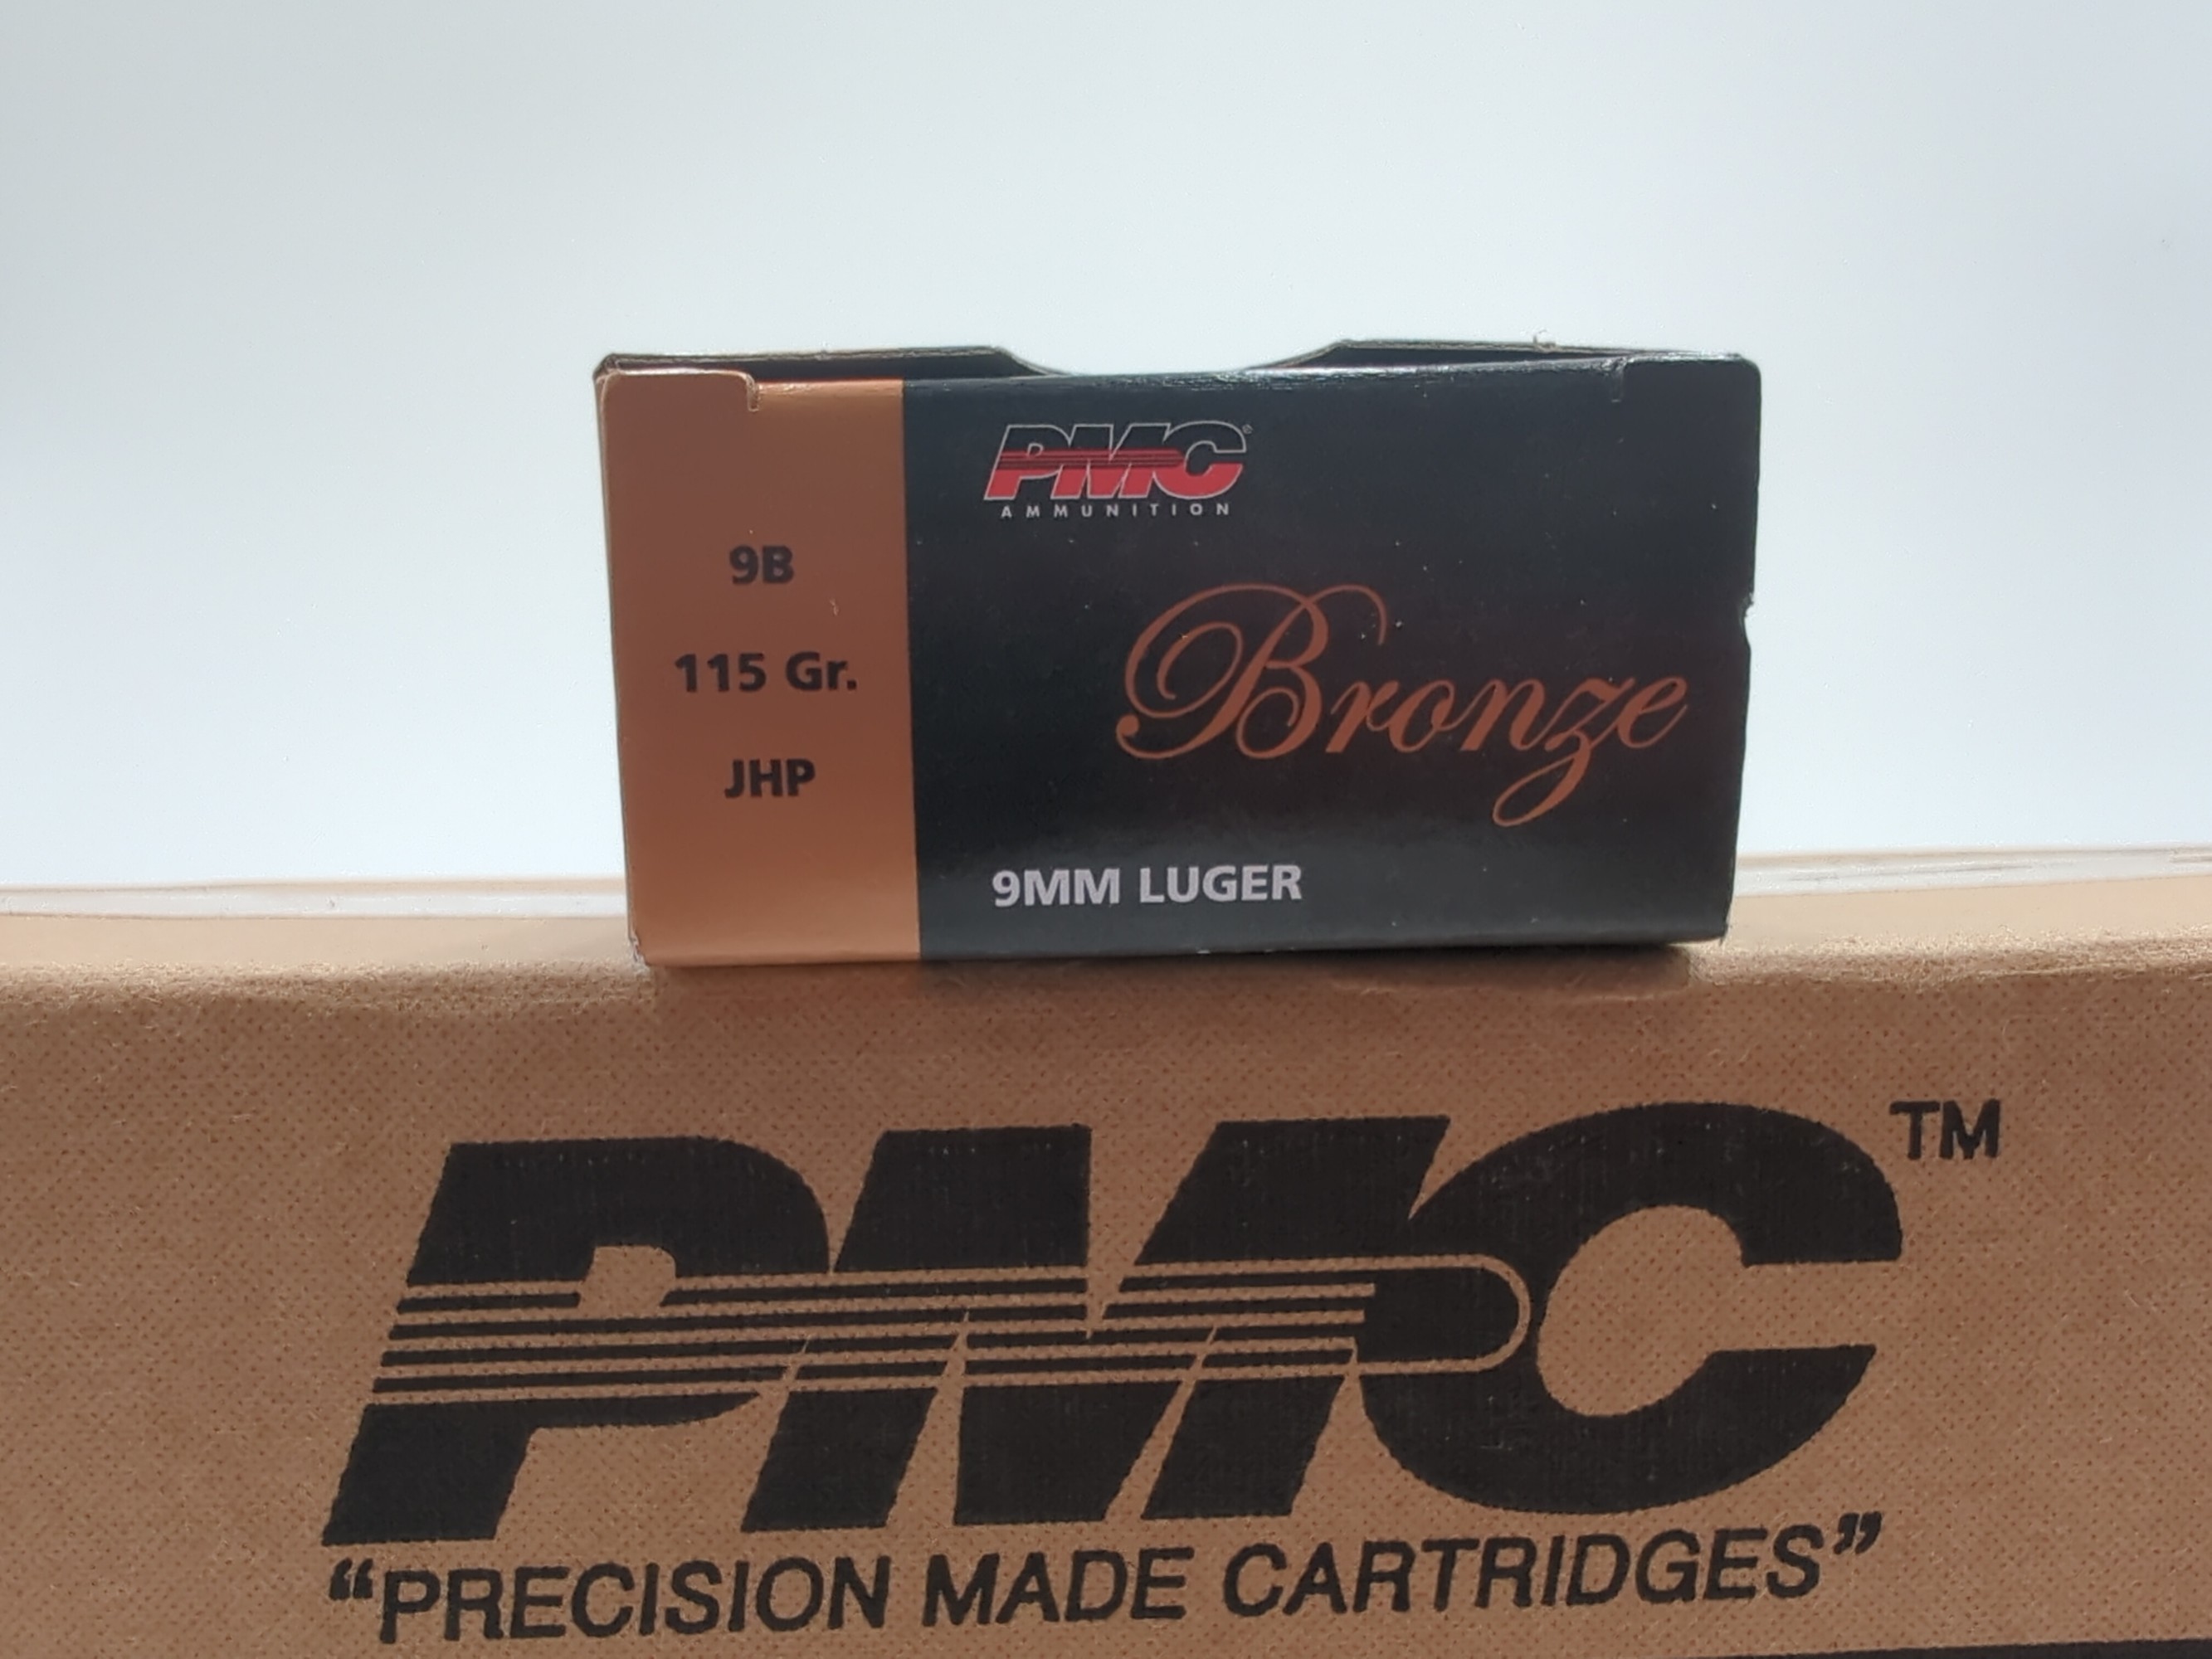 PMC®
AMMUNITION
9B
115 Gr.
JHP
Bronze
9MM LUGER
PMC™
“PRECISION MADE CARTRIDGES”